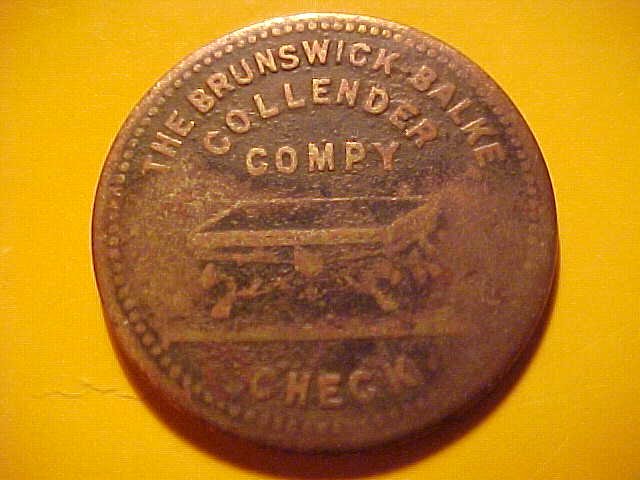 THE BRUNSWICK-BALKE
COLLENDER
COMPY
CHECK